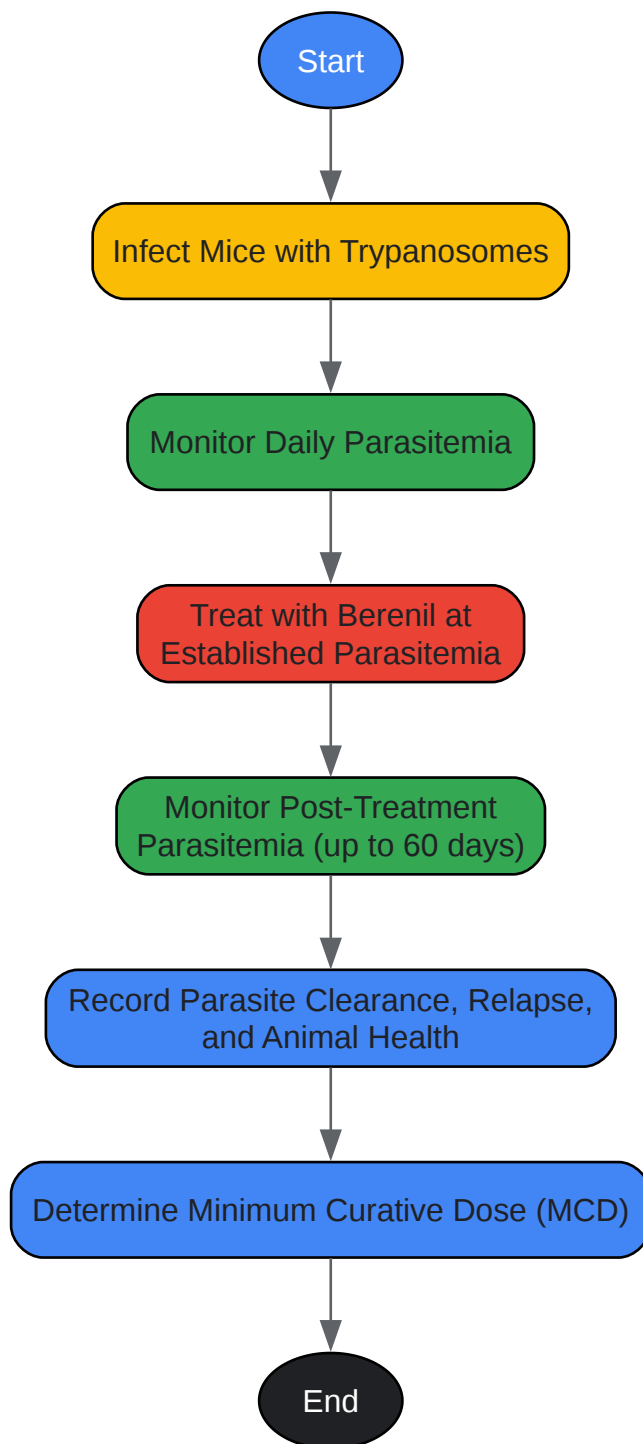 Start
Infect Mice with Trypanosomes
Monitor Daily Parasitemia
Treat with Berenil at
Established Parasitemia
Monitor Post-Treatment
Parasitemia (up to 60 days)
Record Parasite Clearance, Relapse,
and Animal Health
Determine Minimum Curative Dose (MCD)
End